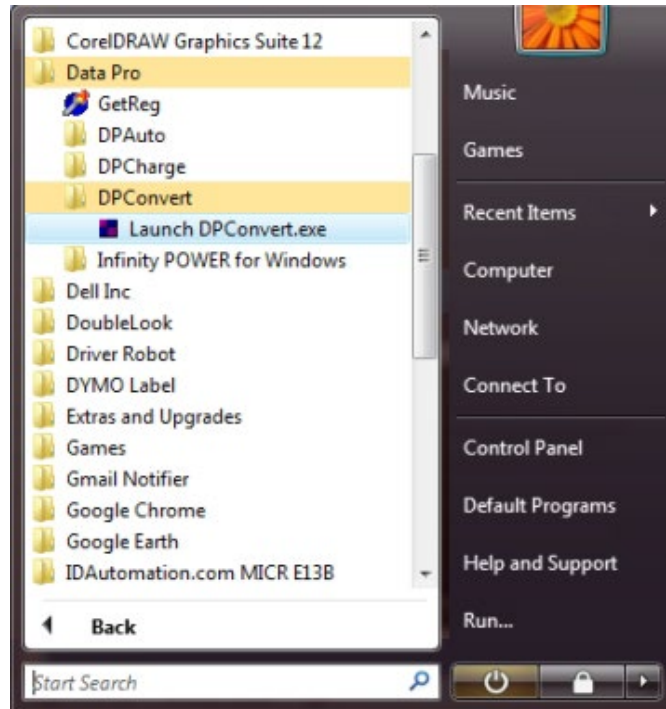 CorelDRAW Graphics Suite 12
Data Pro
GetReg
DPAuto
DPCharge
DPConvert
Launch DPConvert.exe
Infinity POWER for Windows
Dell Inc
DoubleLook
Driver Robot
DYMO Label
Extras and Upgrades
Games
Gmail Notifier
Google Chrome
Google Earth
IDAutomation.com MICR E13B
Back
Start Search
Music
Games
Recent Items
Computer
Network
Connect To
Control Panel
Default Programs
Help and Support
Run...